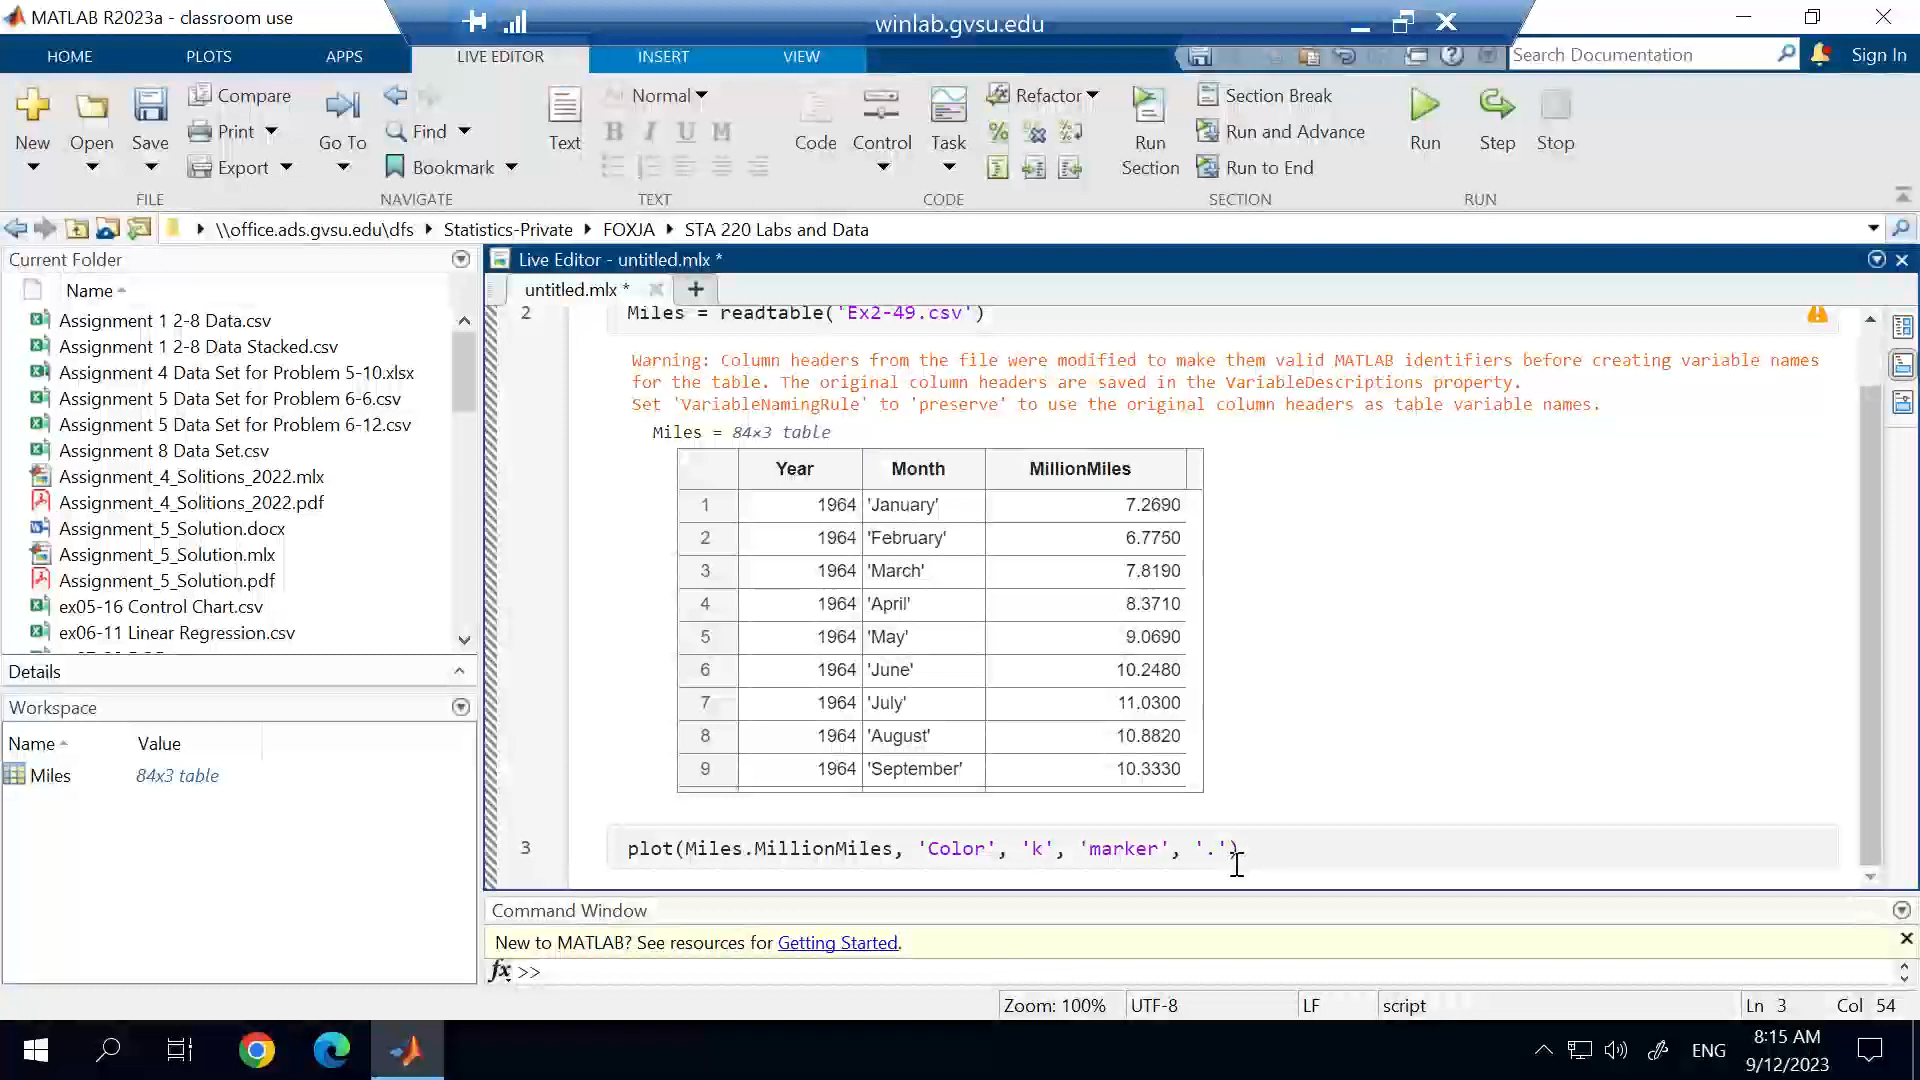 MATLAB R2023a - classroom use
winlab.gvsu.edu
HOME PLOTS APPS LIVE EDITOR INSERT VIEW Search Documentation Sign In
New Open Save Compare Print Export
FILE
Go To Find Bookmark
NAVIGATE
Text Normal B I U M
TEXT
Code Control Task Refactor
CODE
Run Section Section Break Run and Advance Run to End
SECTION
Run Step Stop
RUN
\\office.ads.gvsu.edu\dfs Statistics-Private FOXJA STA 220 Labs and Data
Current Folder
Name
Assignment 1 2-8 Data.csv
Assignment 1 2-8 Data Stacked.csv
Assignment 4 Data Set for Problem 5-10.xlsx
Assignment 5 Data Set for Problem 6-6.csv
Assignment 5 Data Set for Problem 6-12.csv
Assignment 8 Data Set.csv
Assignment_4_Solitions_2022.mlx
Assignment_4_Solitions_2022.pdf
Assignment_5_Solution.docx
Assignment_5_Solution.mlx
Assignment_5_Solution.pdf
ex05-16 Control Chart.csv
ex06-11 Linear Regression.csv
Details
Workspace
Name Value
Miles 84x3 table
Live Editor - untitled.mlx *
untitled.mlx *
2 Miles = readtable('Ex2-49.csv')
Warning: Column headers from the file were modified to make them valid MATLAB identifiers before creating variable names
for the table. The original column headers are saved in the VariableDescriptions property.
Set 'VariableNamingRule' to 'preserve' to use the original column headers as table variable names.
Miles = 84×3 table
Year Month MillionMiles
1 1964 'January' 7.2690
2 1964 'February' 6.7750
3 1964 'March' 7.8190
4 1964 'April' 8.3710
5 1964 'May' 9.0690
6 1964 'June' 10.2480
7 1964 'July' 11.0300
8 1964 'August' 10.8820
9 1964 'September' 10.3330
3 plot(Miles.MillionMiles, 'Color', 'k', 'marker', '.')
Command Window
New to MATLAB? See resources for Getting Started.
fx >>
Zoom: 100% UTF-8 LF script Ln 3 Col 54
ENG
8:15 AM
9/12/2023